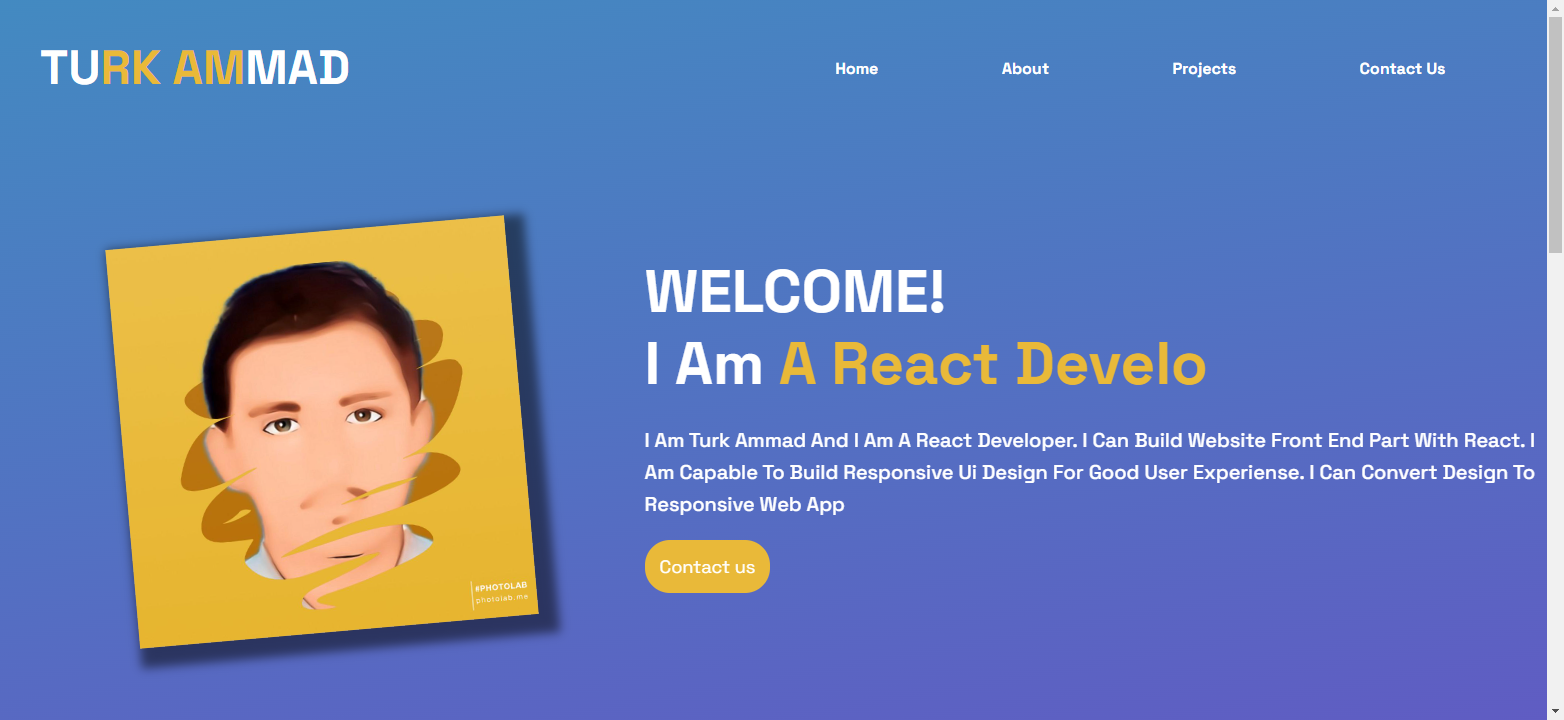 TURK AMMAD
Home
About
Projects
Contact Us
WELCOME!
I Am A React Develo
I Am Turk Ammad And I Am A React Developer. I Can Build Website Front End Part With React. I
Am Capable To Build Responsive Ui Design For Good User Experiense. I Can Convert Design To
Responsive Web App
Contact us
#PHOTOLAB
photolab.me